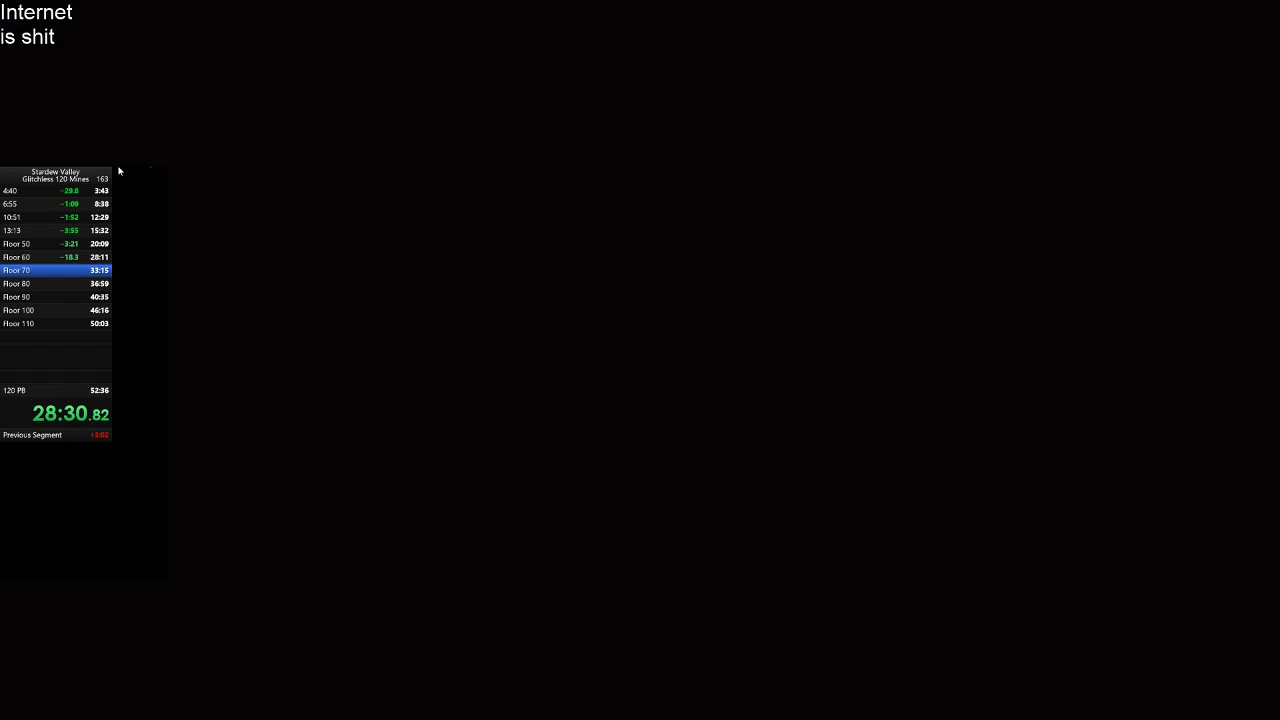 Internet
is shit
Stardew Valley
Glitchless 120 Mines 163
4:40 −29.8 3:43
6:55 −1:09 8:38
10:51 −1:52 12:29
13:13 −3:55 15:32
Floor 50 −3:21 20:09
Floor 60 −18.3 28:11
Floor 70 33:15
Floor 80 36:59
Floor 90 40:35
Floor 100 46:16
Floor 110 50:03
120 PB 52:36
28:30.82
Previous Segment +3:02